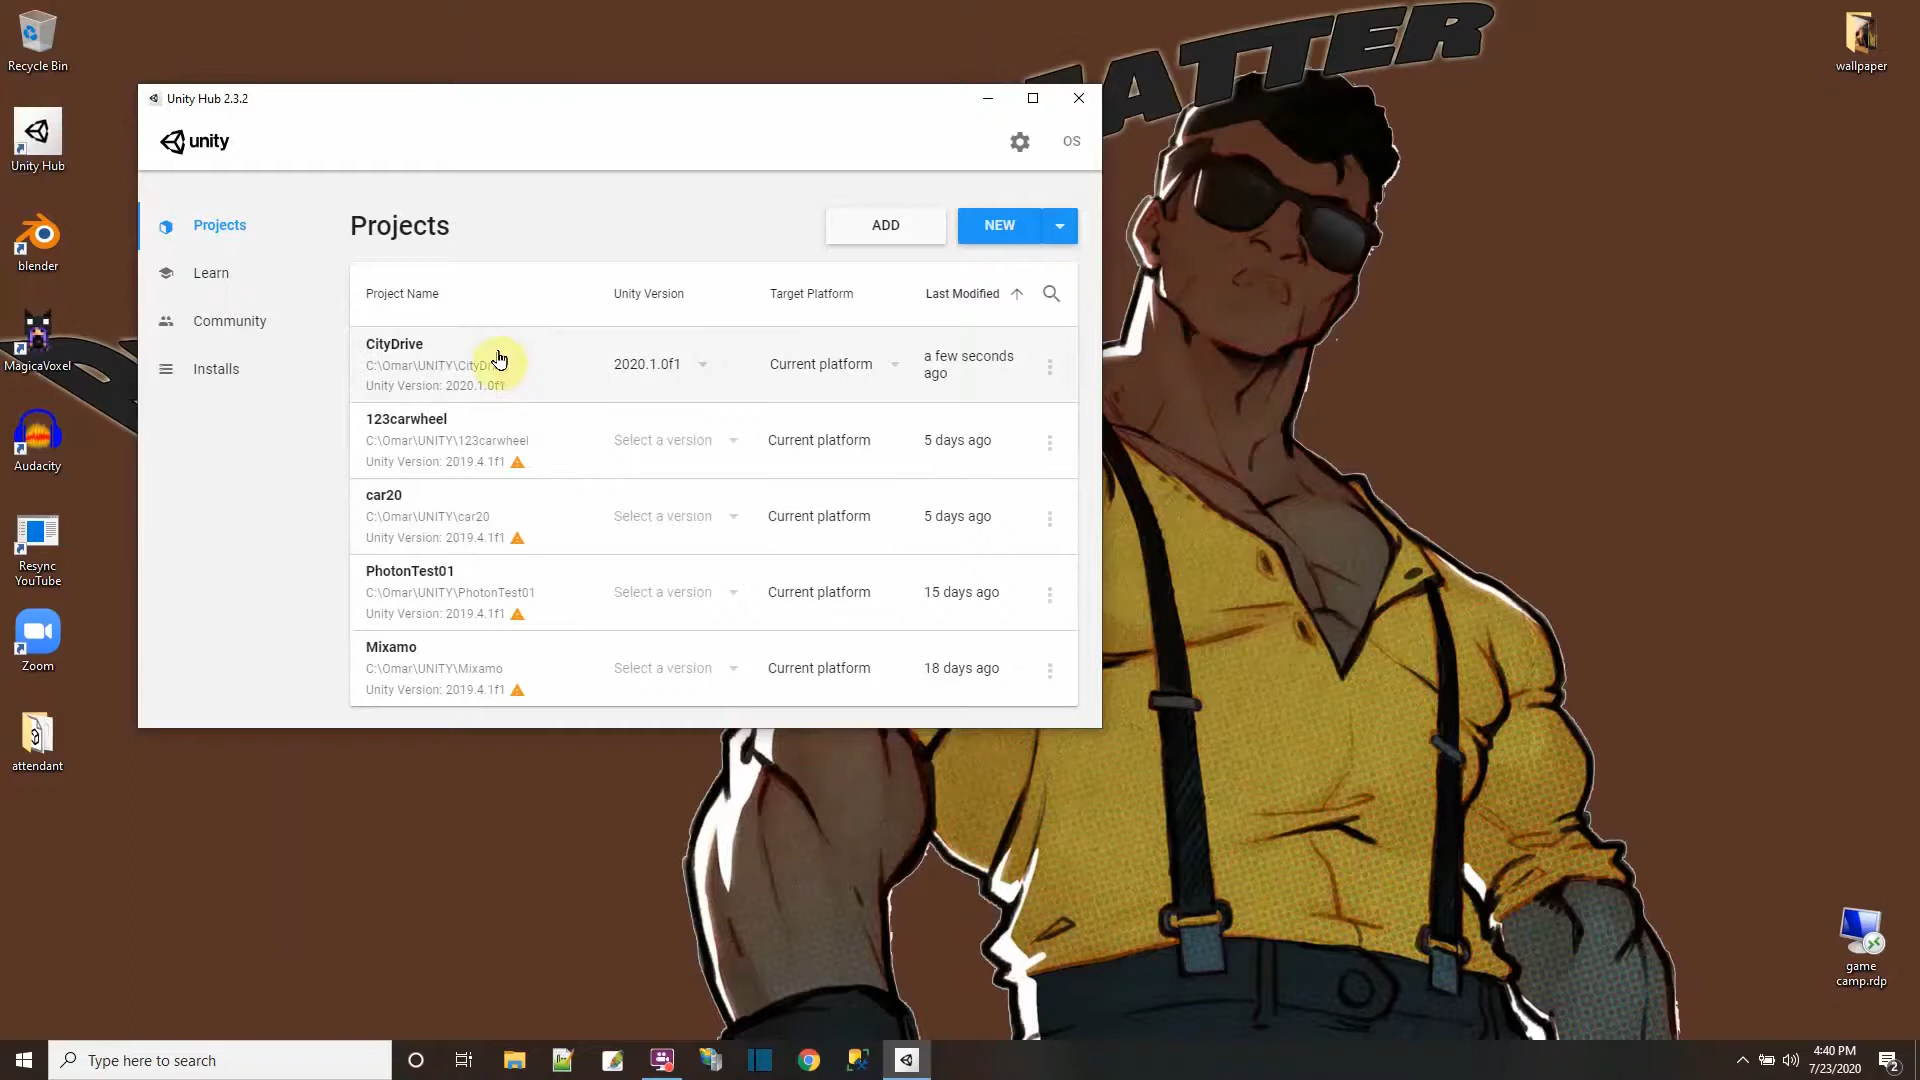 Recycle Bin
Unity Hub
blender
MagicaVoxel
Audacity
Resync
YouTube
Zoom
attendant
ATTER
wallpaper
game
camp.rdp
Unity Hub 2.3.2
unity
OS
Projects
Learn
Community
Installs
Projects
ADD
NEW
Project Name Unity Version Target Platform Last Modified
CityDrive
C:\Omar\UNITY\CityDrive
Unity Version: 2020.1.0f1
2020.1.0f1
Current platform
a few seconds
ago
123carwheel
C:\Omar\UNITY\123carwheel
Unity Version: 2019.4.1f1
Select a version
Current platform
5 days ago
car20
C:\Omar\UNITY\car20
Unity Version: 2019.4.1f1
Select a version
Current platform
5 days ago
PhotonTest01
C:\Omar\UNITY\PhotonTest01
Unity Version: 2019.4.1f1
Select a version
Current platform
15 days ago
Mixamo
C:\Omar\UNITY\Mixamo
Unity Version: 2019.4.1f1
Select a version
Current platform
18 days ago
Type here to search
4:40 PM
7/23/2020
2